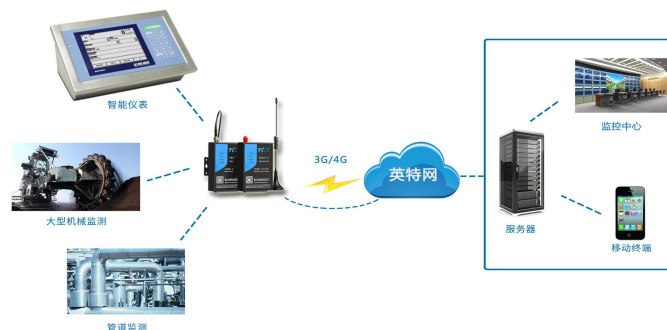 智能仪表
大型机械监测
管道监测
3G/4G
英特网
服务器
监控中心
移动终端